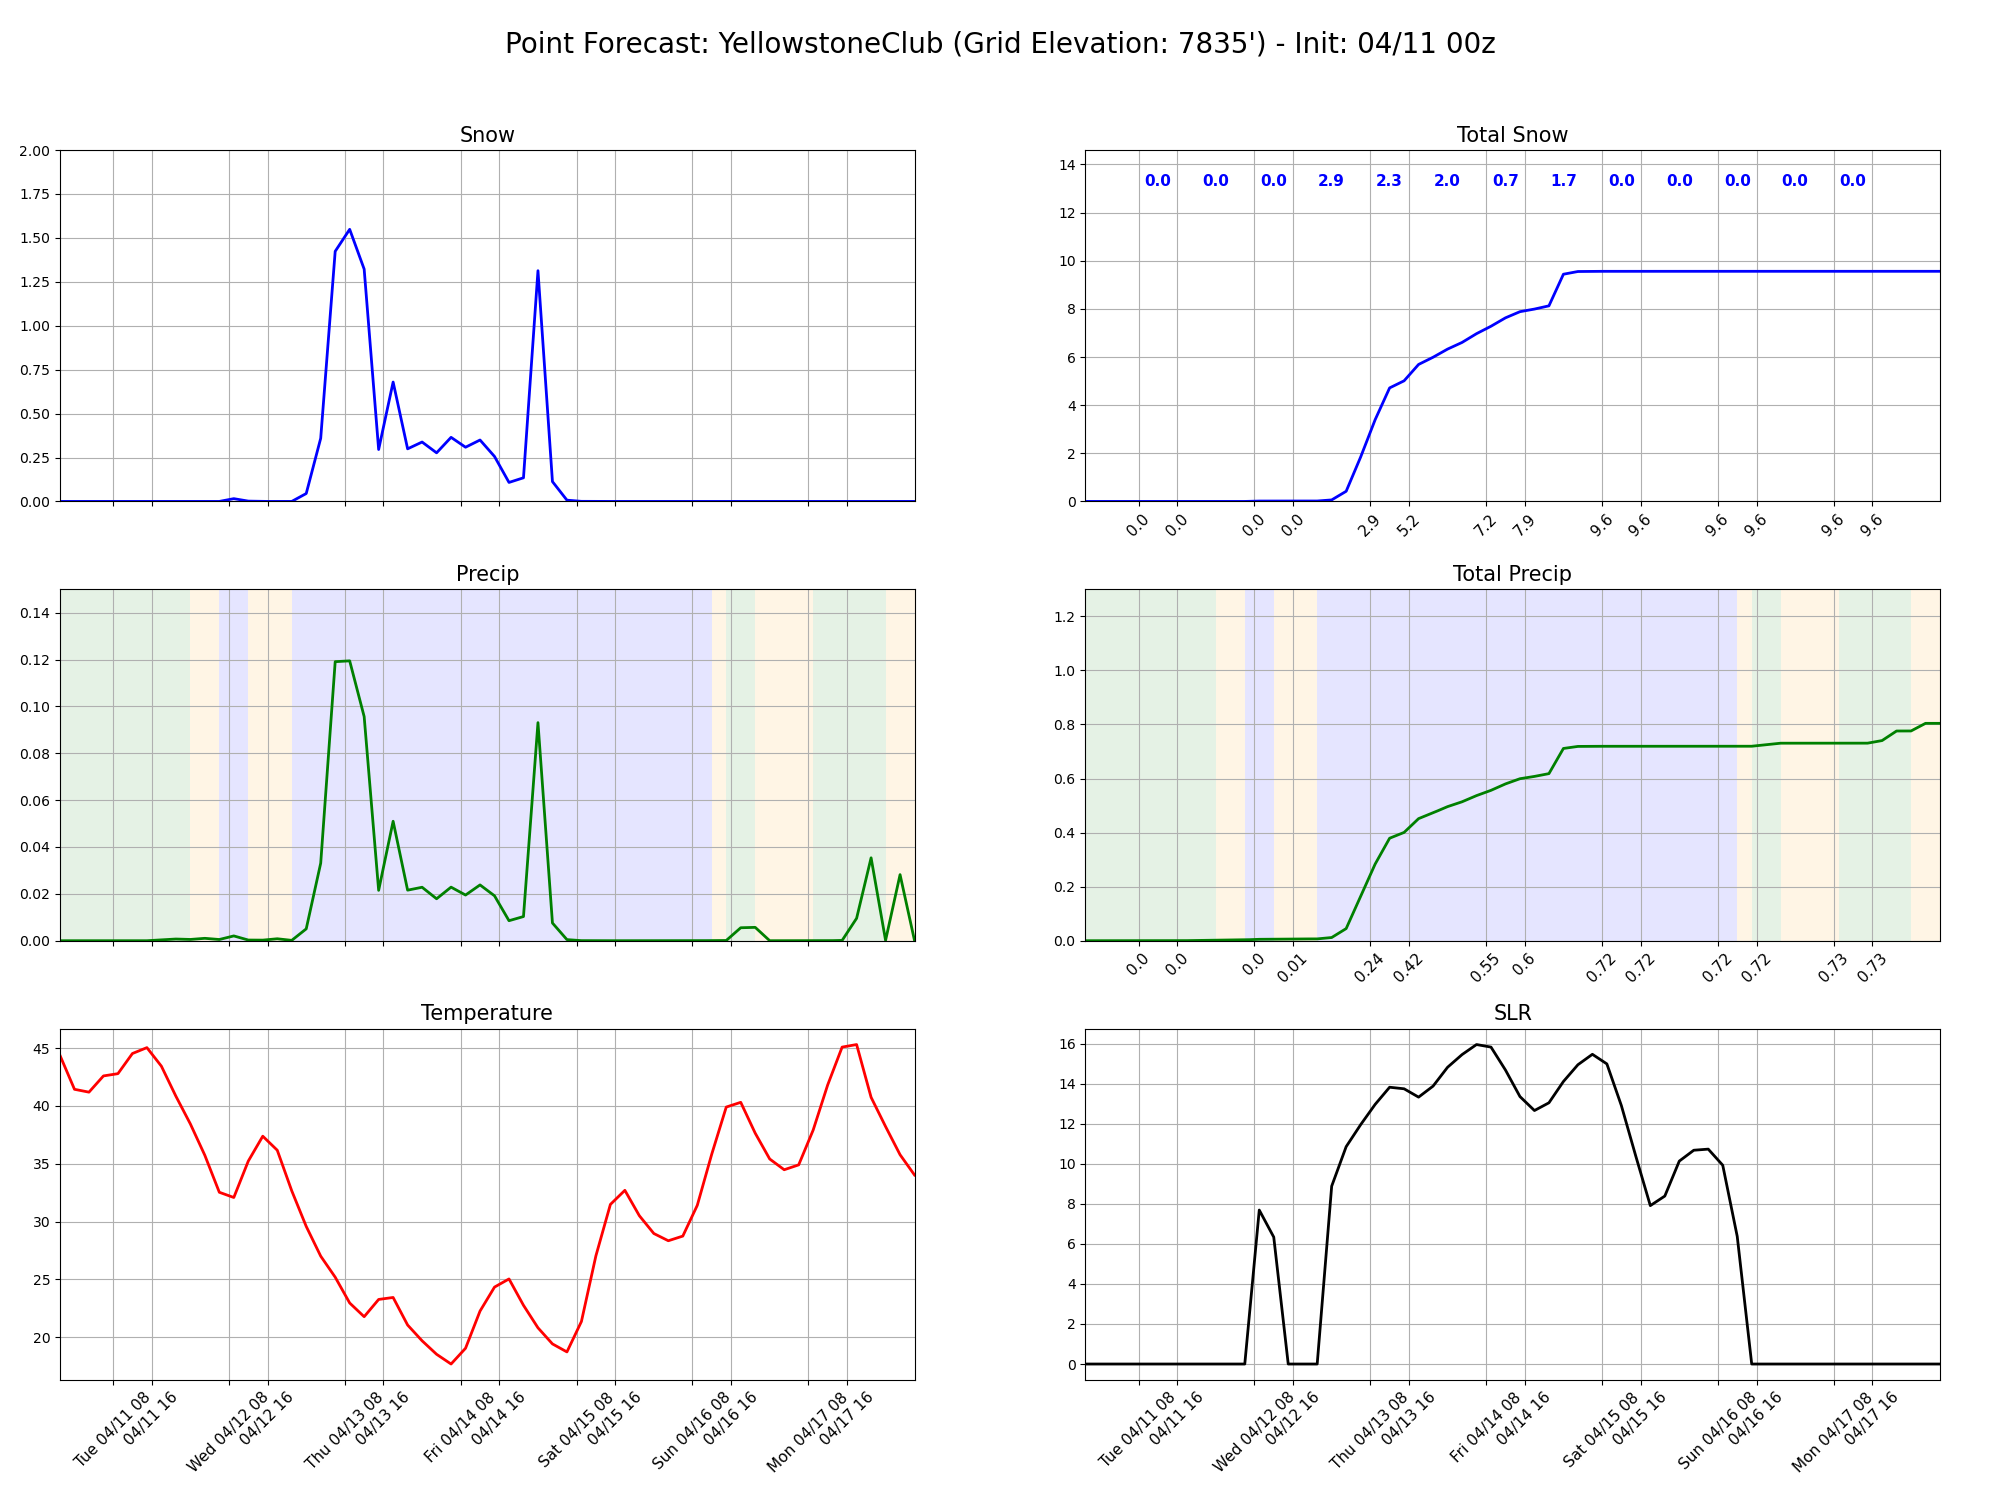 Point Forecast: YellowstoneClub (Grid Elevation: 7835') - Init: 04/11 00z
Snow
2.00
1.75
1.50
1.25
1.00
0.75
0.50
0.25
0.00
Total Snow
14
12
10
8
6
4
2
0
0.0 0.0 0.0 2.9 2.3 2.0 0.7 1.7 0.0 0.0 0.0 0.0 0.0
0.0 0.0 0.0 0.0 2.9 5.2 7.2 7.9 9.6 9.6 9.6 9.6 9.6 9.6
Precip
0.14
0.12
0.10
0.08
0.06
0.04
0.02
0.00
Total Precip
1.2
1.0
0.8
0.6
0.4
0.2
0.0
0.0 0.0 0.0 0.01 0.24 0.42 0.55 0.6 0.72 0.72 0.72 0.72 0.73 0.73
Temperature
45
40
35
30
25
20
Tue 04/11 08
04/11 16
Wed 04/12 08
04/12 16
Thu 04/13 08
04/13 16
Fri 04/14 08
04/14 16
Sat 04/15 08
04/15 16
Sun 04/16 08
04/16 16
Mon 04/17 08
04/17 16
SLR
16
14
12
10
8
6
4
2
0
Tue 04/11 08
04/11 16
Wed 04/12 08
04/12 16
Thu 04/13 08
04/13 16
Fri 04/14 08
04/14 16
Sat 04/15 08
04/15 16
Sun 04/16 08
04/16 16
Mon 04/17 08
04/17 16